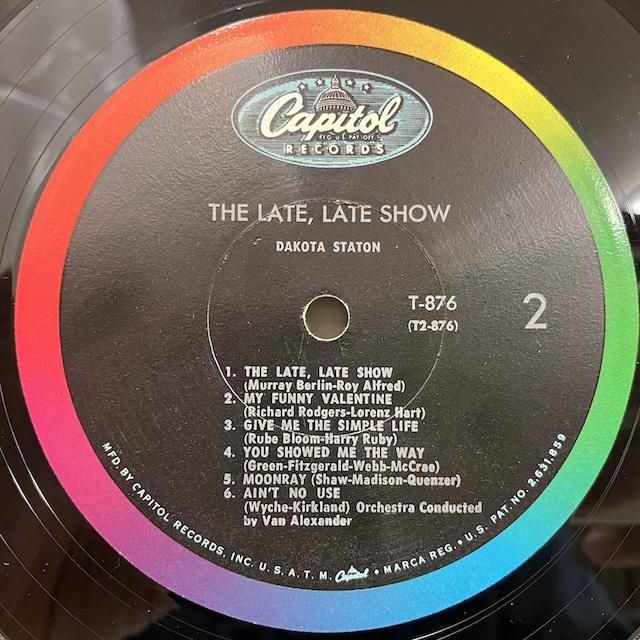 Capitol
REG. U.S. PAT. OFF.
RECORDS
THE LATE, LATE SHOW
DAKOTA STATON
T-876
(T2-876)
2
1. THE LATE, LATE SHOW
(Murray Berlin-Roy Alfred)
2. MY FUNNY VALENTINE
(Richard Rodgers-Lorenz Hart)
3. GIVE ME THE SIMPLE LIFE
(Rube Bloom-Harry Ruby)
4. YOU SHOWED ME THE WAY
(Green-Fitzgerald-Webb-McCrae)
5. MOONRAY (Shaw-Madison-Quenzer)
6. AIN'T NO USE
(Wyche-Kirkland) Orchestra Conducted
by Van Alexander
MFD. BY CAPITOL RECORDS, INC. U.S.A. T.M. Capitol • MARCA REG. • U.S. PAT. NO. 2,631,859